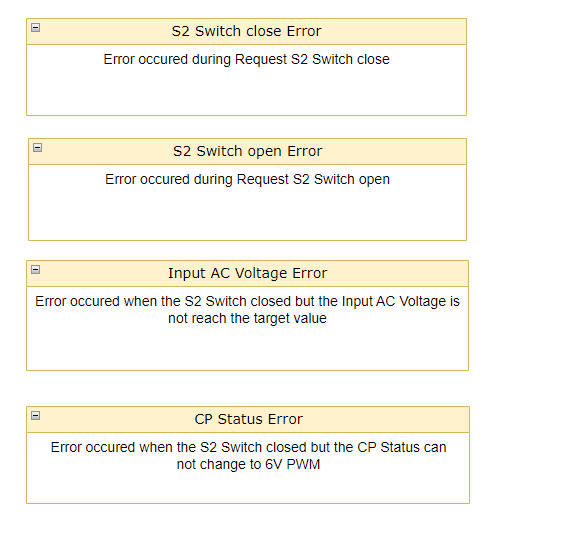 S2 Switch close Error
Error occured during Request S2 Switch close
S2 Switch open Error
Error occured during Request S2 Switch open
Input AC Voltage Error
Error occured when the S2 Switch closed but the Input AC Voltage is
not reach the target value
CP Status Error
Error occured when the S2 Switch closed but the CP Status can
not change to 6V PWM